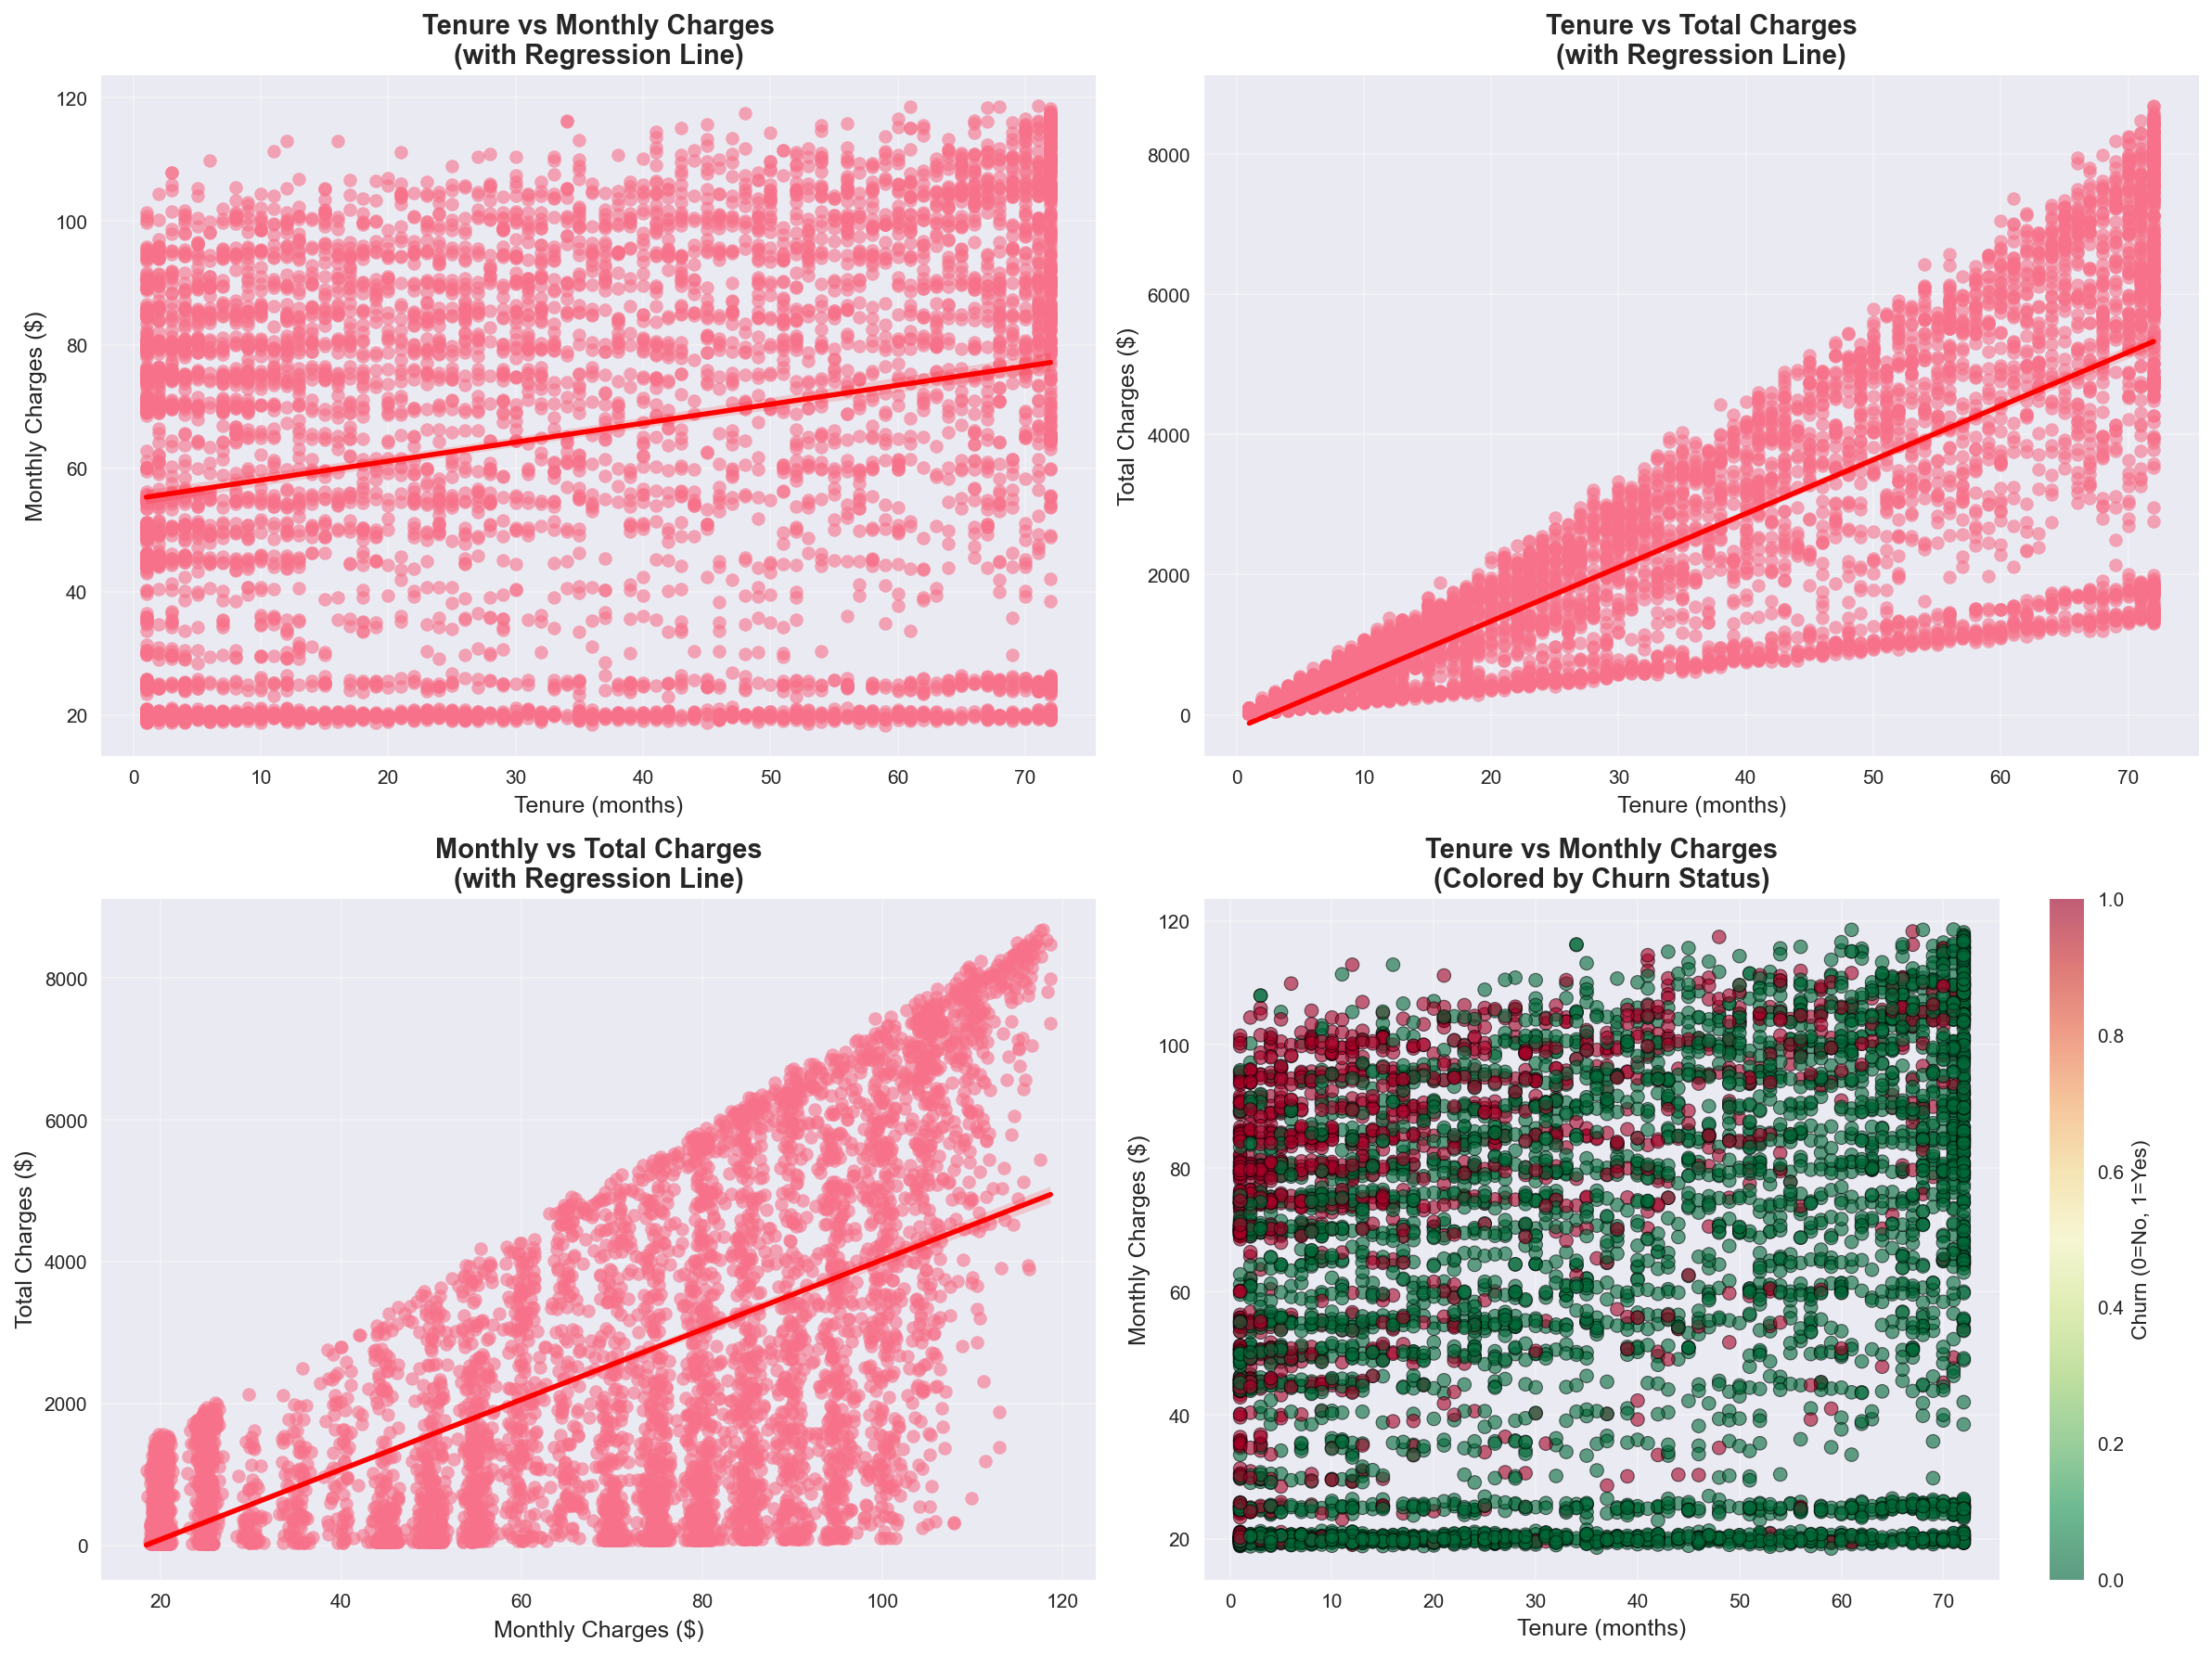 Tenure vs Monthly Charges
(with Regression Line)
120
100
80
60
40
20
Monthly Charges ($)
0 10 20 30 40 50 60 70
Tenure (months)
Tenure vs Total Charges
(with Regression Line)
8000
6000
4000
2000
0
Total Charges ($)
0 10 20 30 40 50 60 70
Tenure (months)
Monthly vs Total Charges
(with Regression Line)
8000
6000
4000
2000
0
Total Charges ($)
20 40 60 80 100 120
Monthly Charges ($)
Tenure vs Monthly Charges
(Colored by Churn Status)
120
100
80
60
40
20
Monthly Charges ($)
0 10 20 30 40 50 60 70
Tenure (months)
1.0
0.8
0.6
0.4
0.2
0.0
Churn (0=No, 1=Yes)